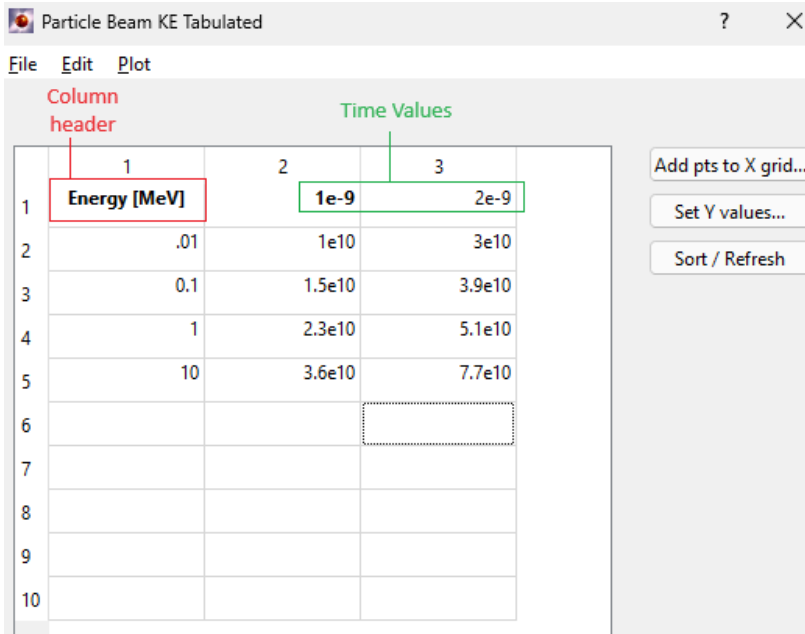 Particle Beam KE Tabulated ? ×
File Edit Plot
Column
header
Time Values
1 2 3
1 Energy [MeV] 1e-9 2e-9
2 .01 1e10 3e10
3 0.1 1.5e10 3.9e10
4 1 2.3e10 5.1e10
5 10 3.6e10 7.7e10
6
7
8
9
10
Add pts to X grid...
Set Y values...
Sort / Refresh